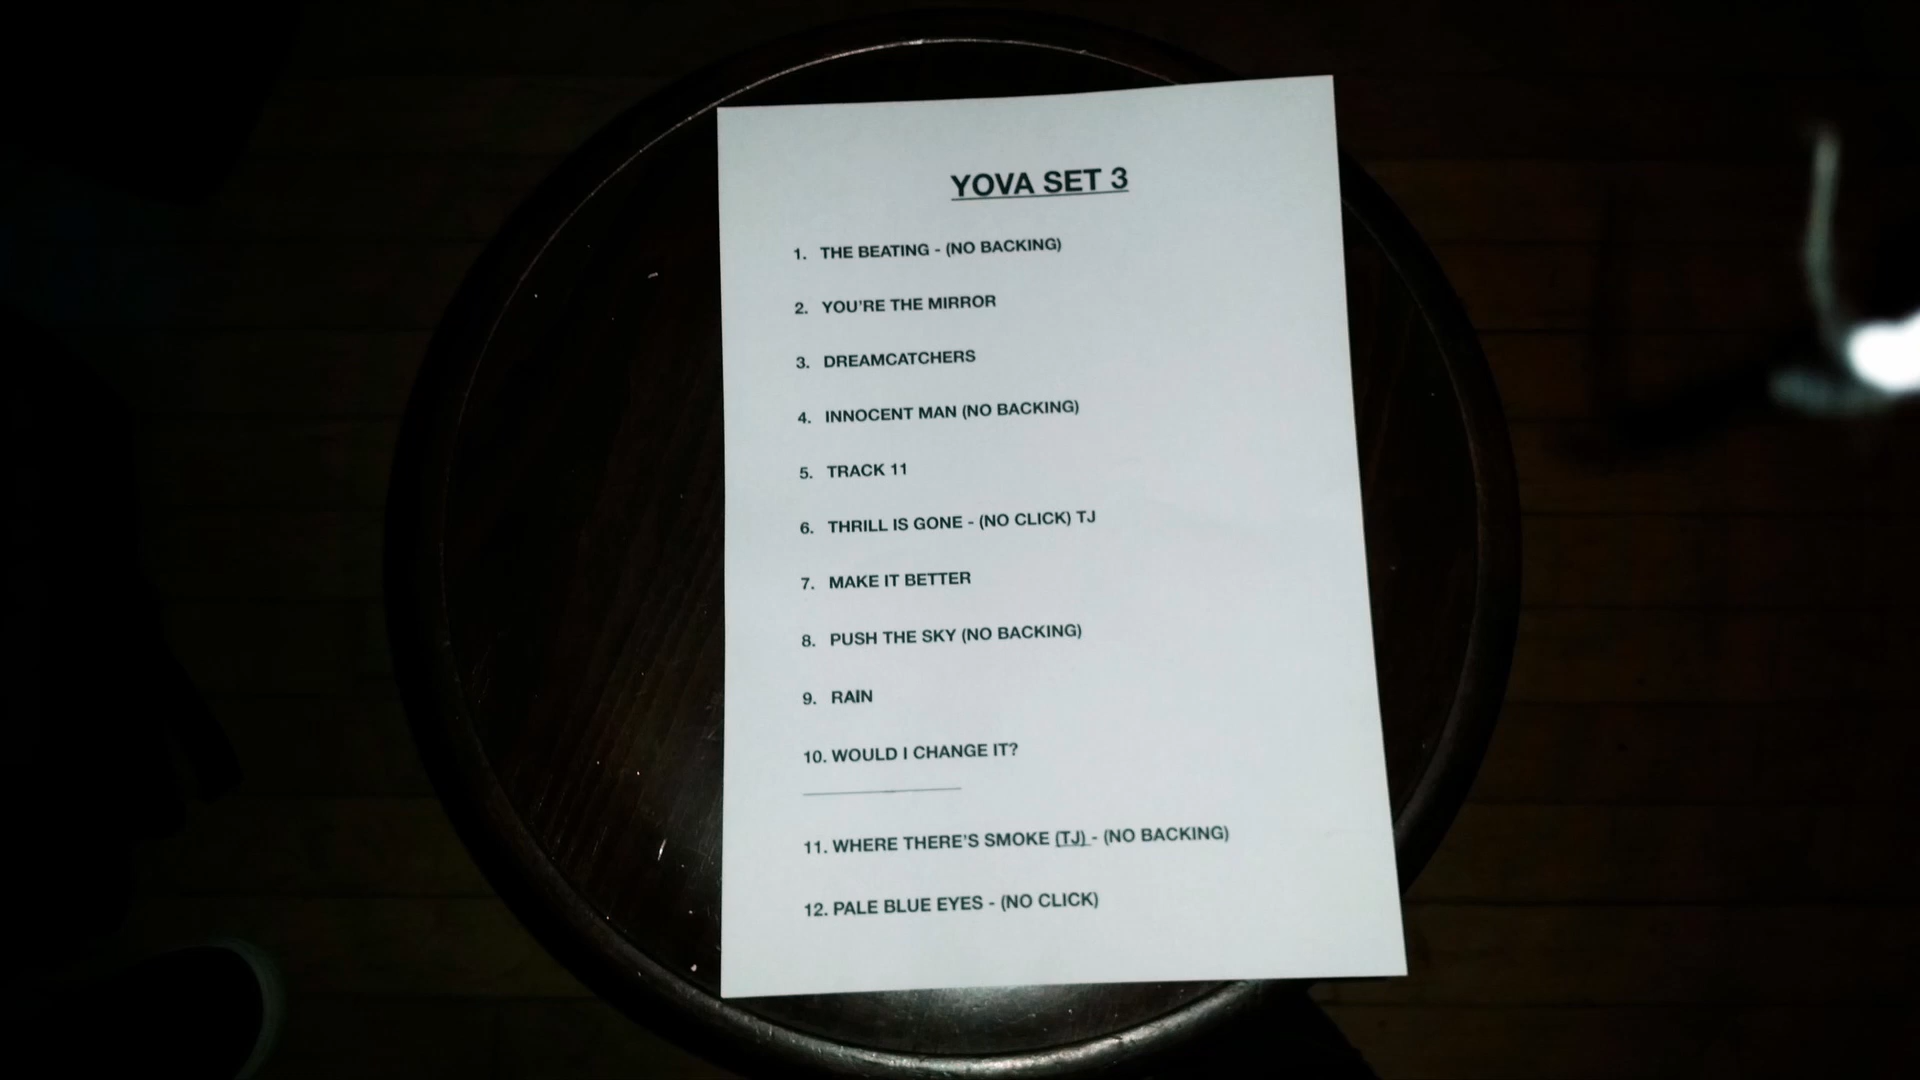 YOVA SET 3
1. THE BEATING - (NO BACKING)
2. YOU'RE THE MIRROR
3. DREAMCATCHERS
4. INNOCENT MAN (NO BACKING)
5. TRACK 11
6. THRILL IS GONE - (NO CLICK) TJ
7. MAKE IT BETTER
8. PUSH THE SKY (NO BACKING)
9. RAIN
10. WOULD I CHANGE IT?
11. WHERE THERE'S SMOKE (TJ) - (NO BACKING)
12. PALE BLUE EYES - (NO CLICK)